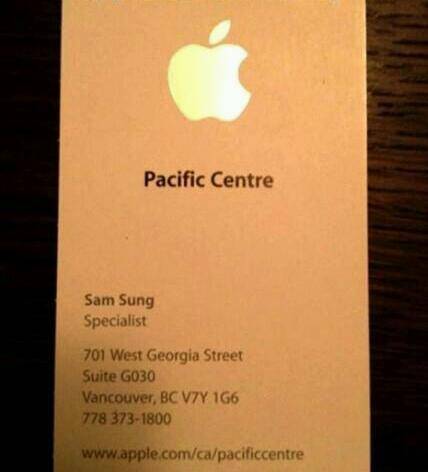 Pacific Centre
Sam Sung
Specialist
701 West Georgia Street
Suite G030
Vancouver, BC V7Y 1G6
778 373-1800
www.apple.com/ca/pacificcentre